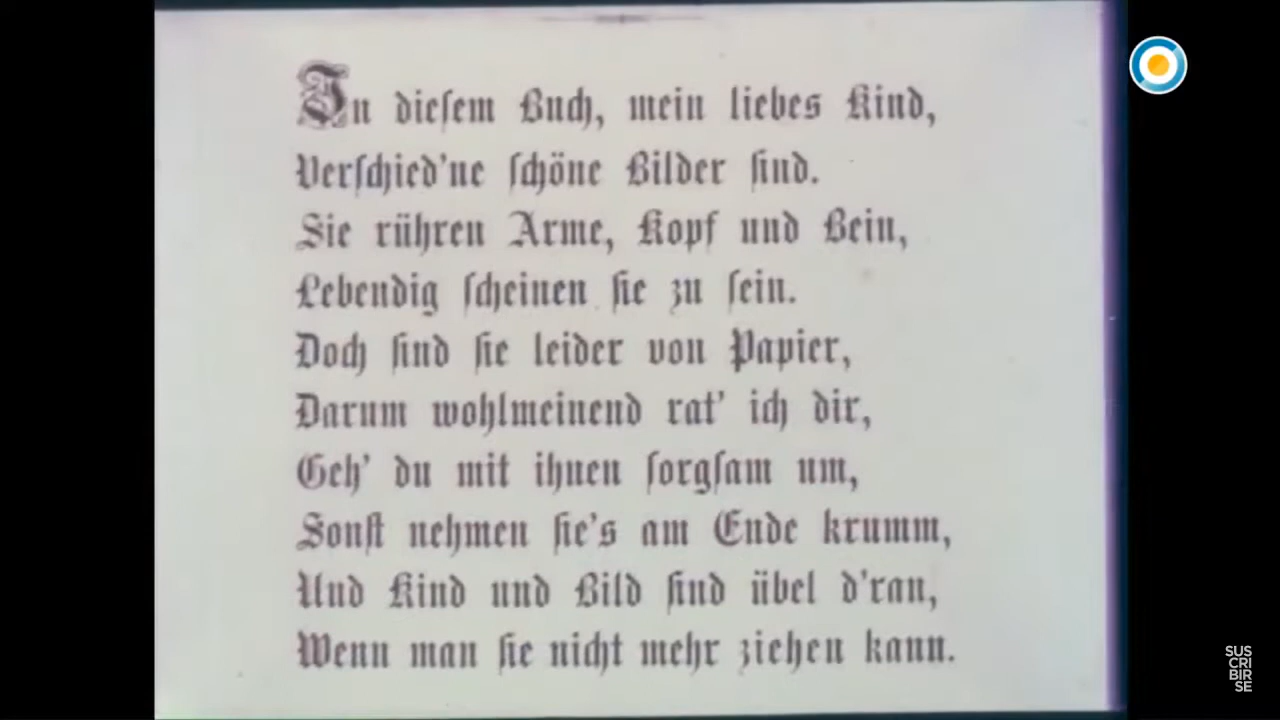 In diesem Buch, mein liebes Kind,
Verschied'ne schöne Bilder sind.
Sie rühren Arme, Kopf und Bein,
Lebendig scheinen sie zu sein.
Doch sind sie leider von Papier,
Darum wohlmeinend rat' ich dir,
Geh' du mit ihnen sorgsam um,
Sonst nehmen sie's am Ende krumm,
Und Kind und Bild sind übel d'ran,
Wenn man sie nicht mehr ziehen kann.
SUS
CRI
BIR
SE